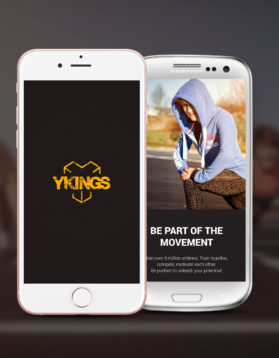 SAMSUNG
YKINGS
BE PART OF THE
MOVEMENT
over 3 million athletes. Train together,
compete, motivate each other.
Be pushed to unleash your potential!